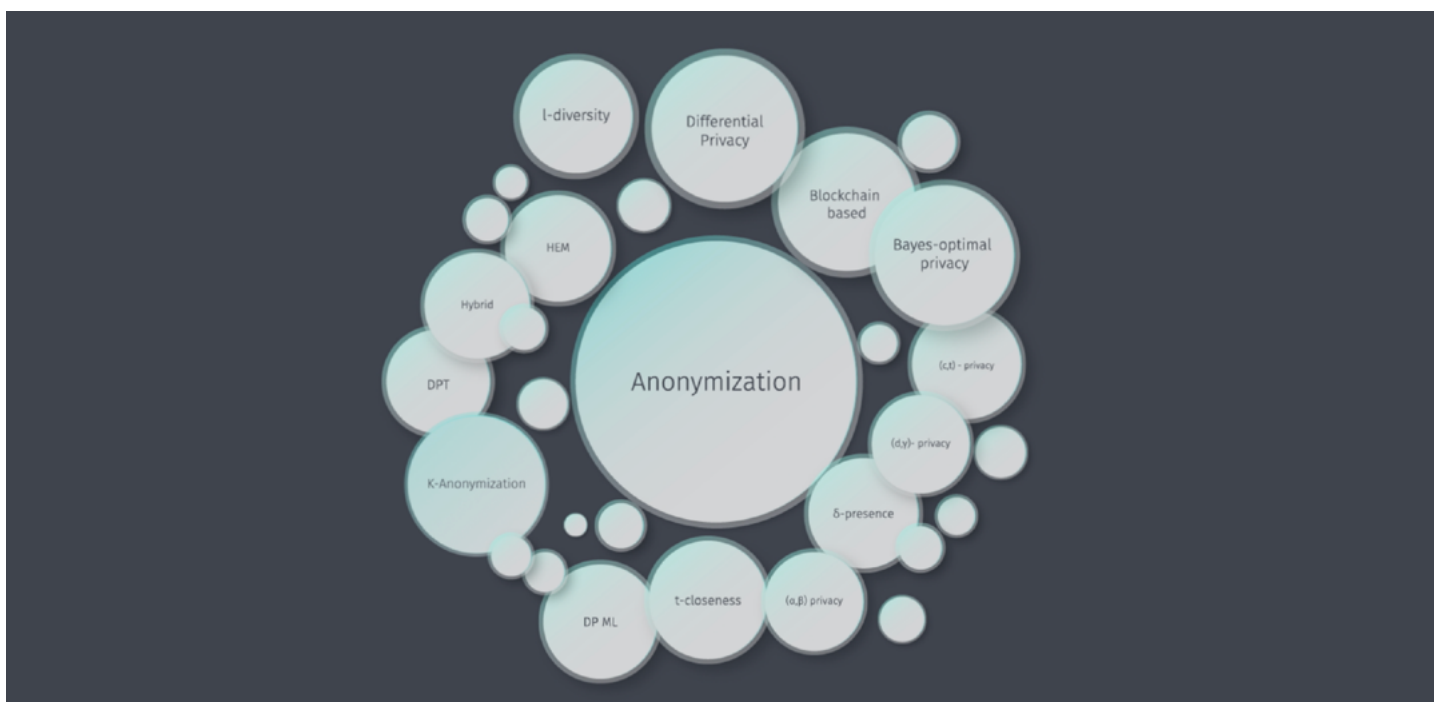 l-diversity
Differential
Privacy
Blockchain
based
Bayes-optimal
privacy
HEM
Hybrid
(c,t) - privacy
DPT
Anonymization
(d,γ)- privacy
K-Anonymization
δ-presence
t-closeness
(α,β) privacy
DP ML